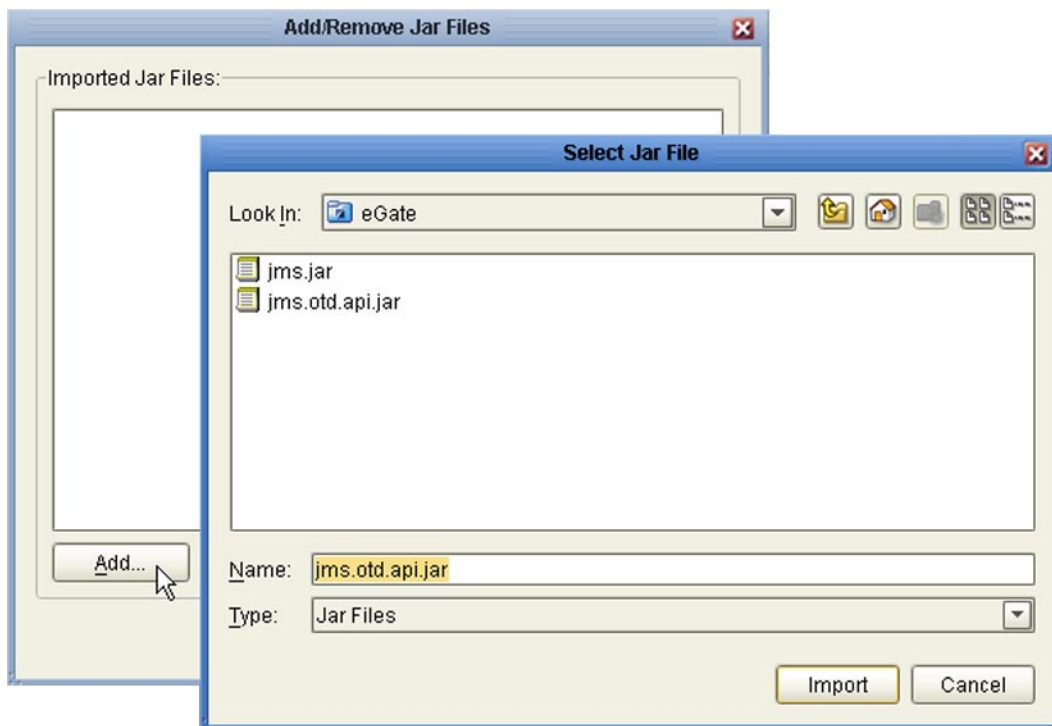 Add/Remove Jar Files
Imported Jar Files:
Select Jar File
Look In: eGate
jms.jar
jms.otd.api.jar
Add...
Name: jms.otd.api.jar
Type: Jar Files
Import Cancel